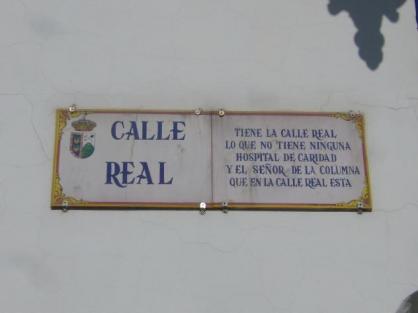 CALLE
REAL
TIENE LA CALLE REAL
LO QUE NO TIENE NINGUNA
HOSPITAL DE CARIDAD
Y EL SEÑOR DE LA COLUMNA
QUE EN LA CALLE REAL ESTA